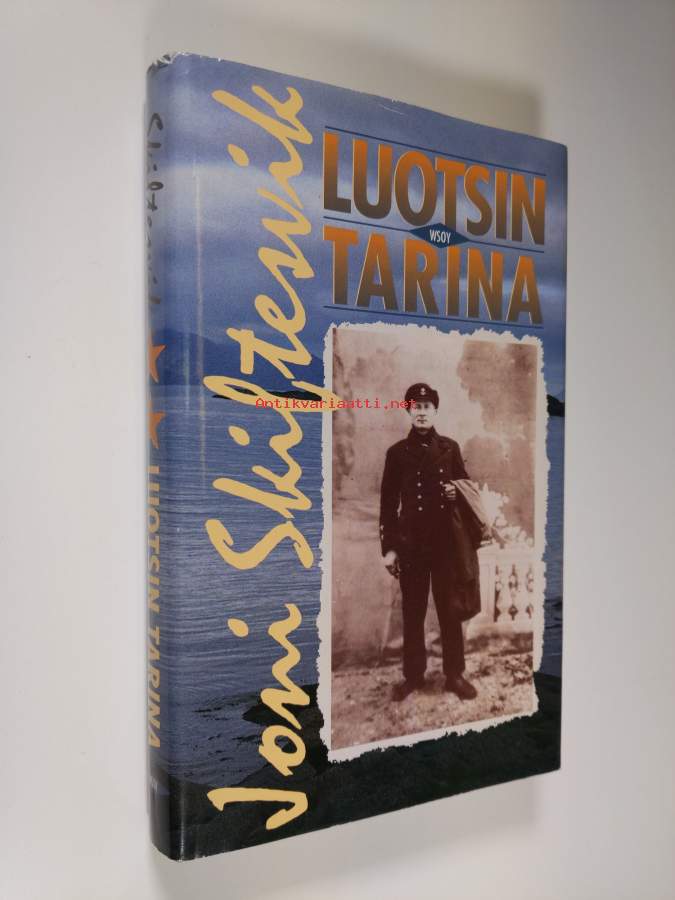 Joni Skiftesvik
LUOTSIN
WSOY
TARINA
Antikvariaatti.net
Skiftesvik
LUOTSIN TARINA